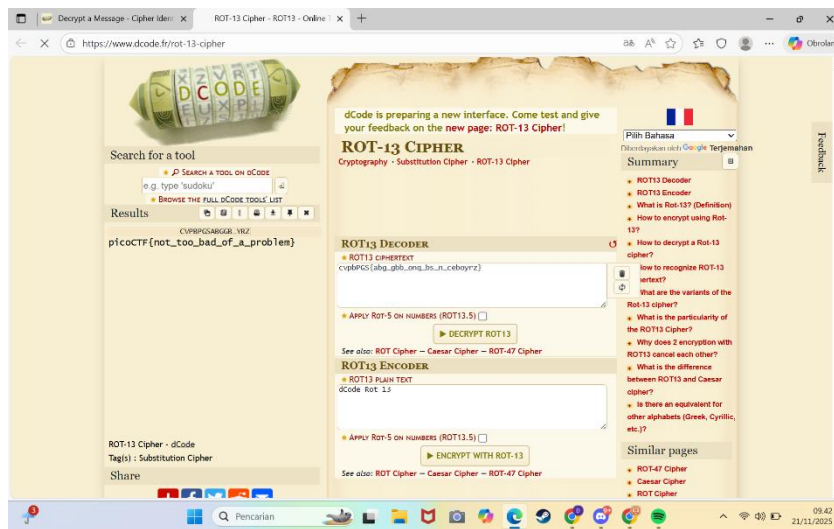 Decrypt a Message - Cipher Ident
ROT-13 Cipher - ROT13 - Online
https://www.dcode.fr/rot-13-cipher
Obrolan
DCODE
Search for a tool
SEARCH A TOOL ON DCODE
e.g. type 'sudoku'
BROWSE THE FULL DCODE TOOLS' LIST
Results
CVPBPGSABGGB..YRZ
picoCTF{not_too_bad_of_a_problem}
ROT-13 Cipher - dCode
Tag(s) : Substitution Cipher
Share
dCode is preparing a new interface. Come test and give
your feedback on the new page: ROT-13 Cipher!
ROT-13 CIPHER
Cryptography - Substitution Cipher - ROT-13 Cipher
ROT13 DECODER
ROT13 CIPHERTEXT
cvpbPGS{abg_gbb_onq_bs_n_ceboyrz}
APPLY ROT-5 ON NUMBERS (ROT13.5)
DECRYPT ROT13
See also: ROT Cipher – Caesar Cipher – ROT-47 Cipher
ROT13 ENCODER
ROT13 PLAIN TEXT
dCode Rot 13
APPLY ROT-5 ON NUMBERS (ROT13.5)
ENCRYPT WITH ROT-13
See also: ROT Cipher – Caesar Cipher – ROT-47 Cipher
Pilih Bahasa
Diberdayakan oleh Google Terjemahan
Summary
ROT13 Decoder
ROT13 Encoder
What is Rot-13? (Definition)
How to encrypt using Rot-
13?
How to decrypt a Rot-13
cipher?
How to recognize ROT-13
ertext?
What are the variants of the
Rot-13 cipher?
What is the particularity of
the ROT13 Cipher?
Why does 2 encryption with
ROT13 cancel each other?
What is the difference
between ROT13 and Caesar
cipher?
Is there an equivalent for
other alphabets (Greek, Cyrillic,
etc.)?
Similar pages
ROT-47 Cipher
Caesar Cipher
ROT Cipher
Feedback
Pencarian
09.42
21/11/2025